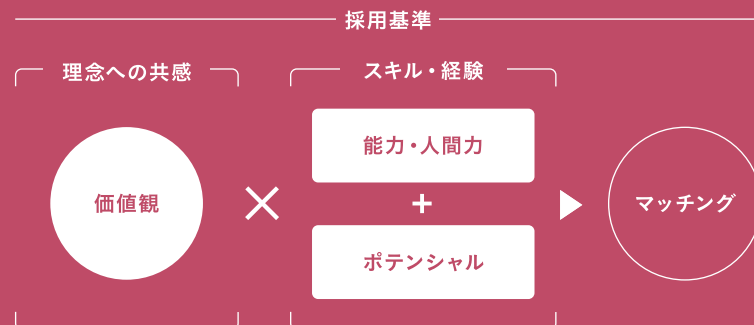 採用基準
理念への共感
スキル・経験
価値観
能力・人間力
+
ポテンシャル
マッチング